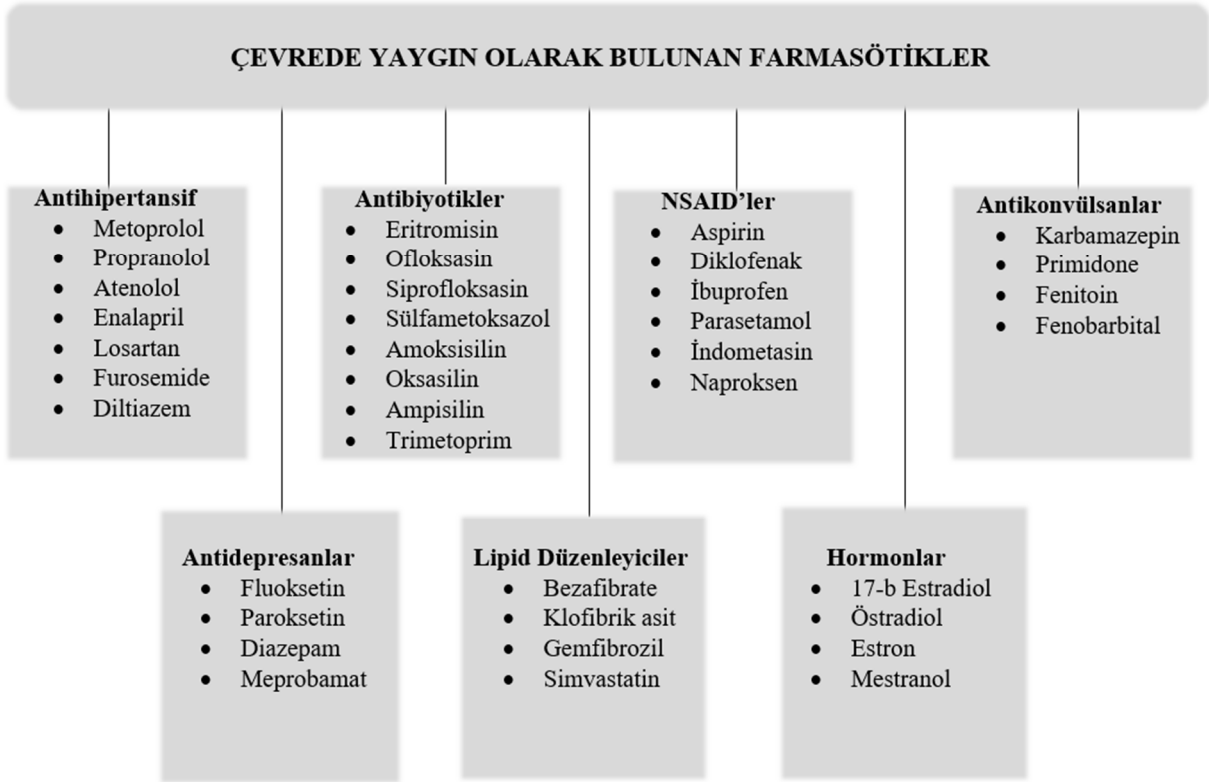 ÇEVREDE YAYGIN OLARAK BULUNAN FARMASÖTİKLER
Antihipertansif
• Metoprolol
• Propranolol
• Atenolol
• Enalapril
• Losartan
• Furosemide
• Diltiazem
Antibiyotikler
• Eritromisin
• Ofloksasin
• Siprofloksasin
• Sülfametoksazol
• Amoksisilin
• Oksasilin
• Ampisilin
• Trimetoprim
NSAID’ler
• Aspirin
• Diklofenak
• İbuprofen
• Parasetamol
• İndometasin
• Naproksen
Antikonvülsanlar
• Karbamazepin
• Primidone
• Fenitoin
• Fenobarbital
Antidepresanlar
• Fluoksetin
• Paroksetin
• Diazepam
• Meprobamat
Lipid Düzenleyiciler
• Bezafibrate
• Klofibrik asit
• Gemfibrozil
• Simvastatin
Hormonlar
• 17-b Estradiol
• Östradiol
• Estron
• Mestranol